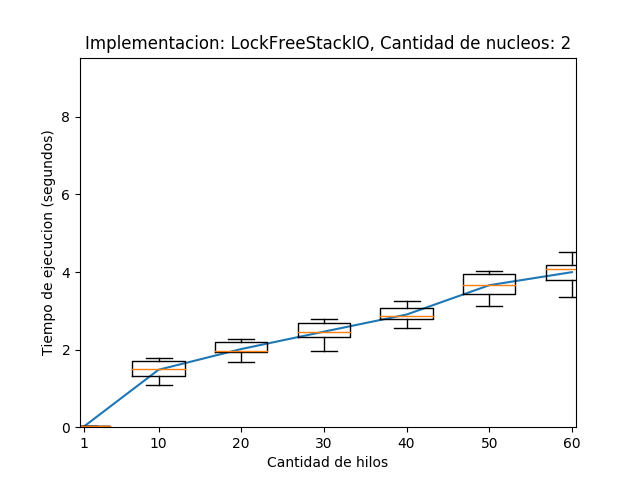 Implementacion: LockFreeStackIO, Cantidad de nucleos: 2
Tiempo de ejecucion (segundos)
8
6
4
2
0
1 10 20 30 40 50 60
Cantidad de hilos